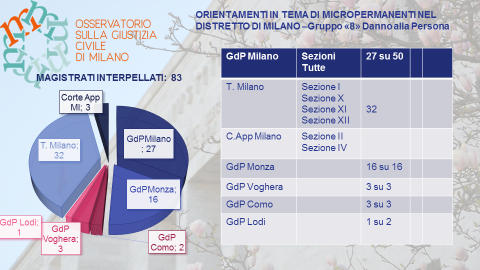 OSSERVATORIO
SULLA GIUSTIZIA
CIVILE
DI MILANO
ORIENTAMENTI IN TEMA DI MICROPERMANENTI NEL
DISTRETTO DI MILANO –Gruppo «8» Danno alla Persona
MAGISTRATI INTERPELLATI: 83
Corte App
MI; 3
T. Milano;
32
GdPMilano
; 27
GdPMonza;
16
GdP Lodi;
1
GdP
Voghera;
3
GdP
Como; 2
GdP Milano Sezioni Tutte 27 su 50
T. Milano Sezione I
Sezione X
Sezione XI 32
Sezione XII
C.App Milano Sezione II
Sezione IV
GdP Monza 16 su 16
GdP Voghera 3 su 3
GdP Como 3 su 3
GdP Lodi 1 su 2